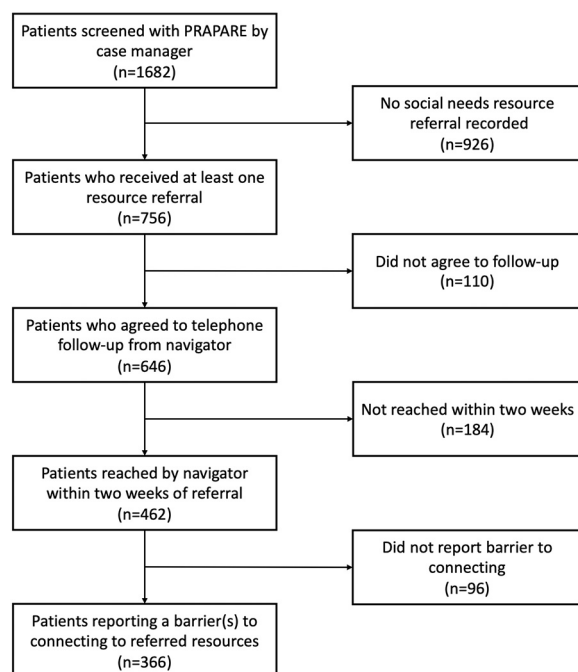 Patients screened with PRAPARE by
case manager
(n=1682)
No social needs resource
referral recorded
(n=926)
Patients who received at least one
resource referral
(n=756)
Did not agree to follow-up
(n=110)
Patients who agreed to telephone
follow-up from navigator
(n=646)
Not reached within two weeks
(n=184)
Patients reached by navigator
within two weeks of referral
(n=462)
Did not report barrier to
connecting
(n=96)
Patients reporting a barrier(s) to
connecting to referred resources
(n=366)